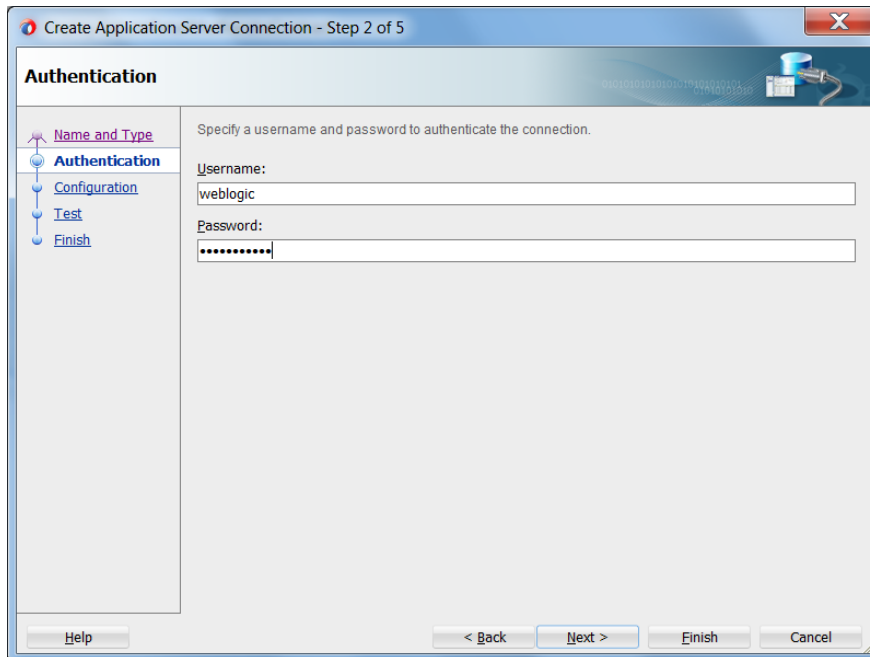 Create Application Server Connection - Step 2 of 5
Authentication
Name and Type
Authentication
Configuration
Test
Finish
Specify a username and password to authenticate the connection.
Username:
weblogic
Password:
•••••••••••
Help
< Back
Next >
Finish
Cancel